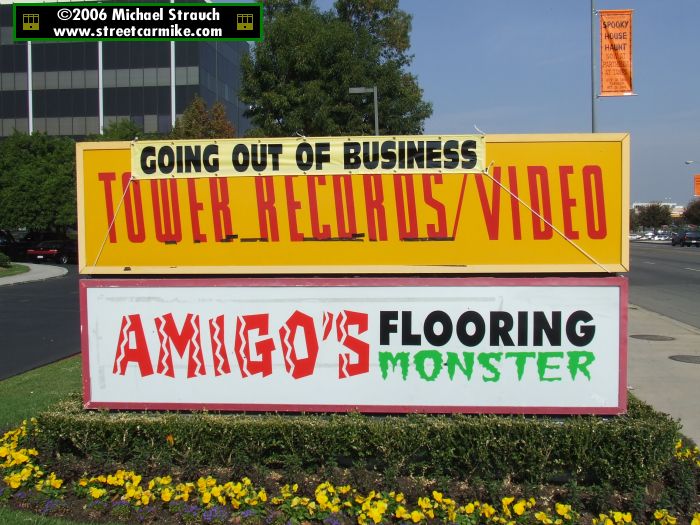 ©2006 Michael Strauch
www.streetcarmike.com
SPOOKY
HOUSE
HAUNT
GOING OUT OF BUSINESS
TOWER RECORDS/VIDEO
AMIGO'S FLOORING
MONSTER